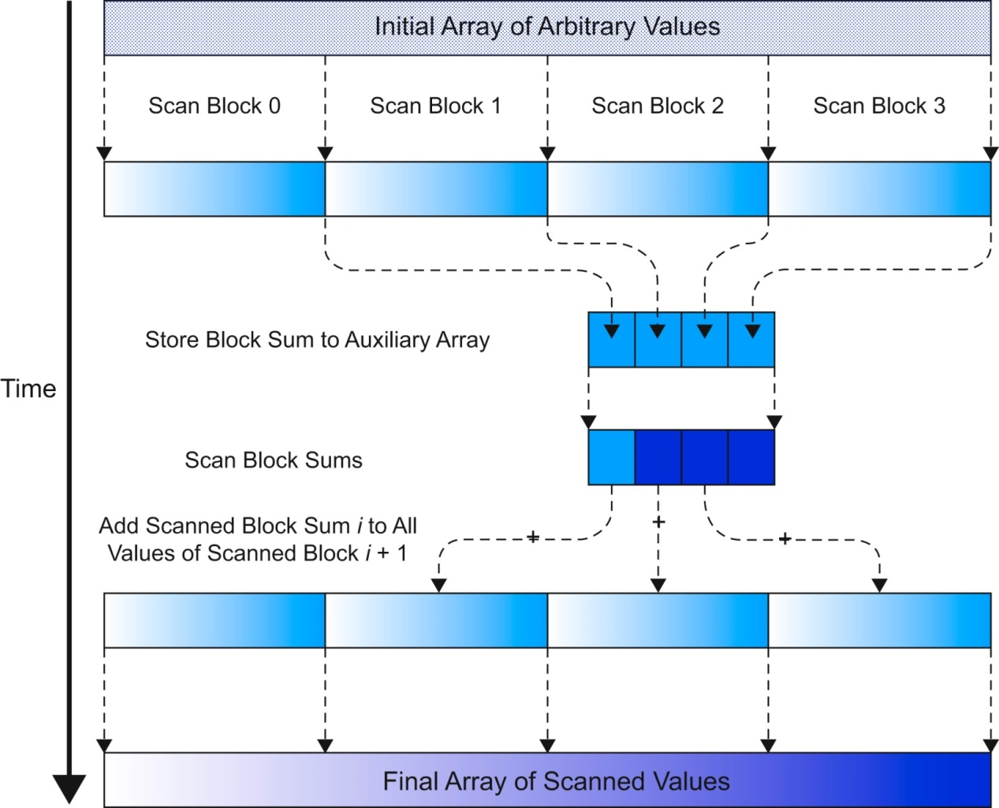 Initial Array of Arbitrary Values
Scan Block 0
Scan Block 1
Scan Block 2
Scan Block 3
Store Block Sum to Auxiliary Array
Time
Scan Block Sums
Add Scanned Block Sum i to All
Values of Scanned Block i + 1
+
+
+
Final Array of Scanned Values